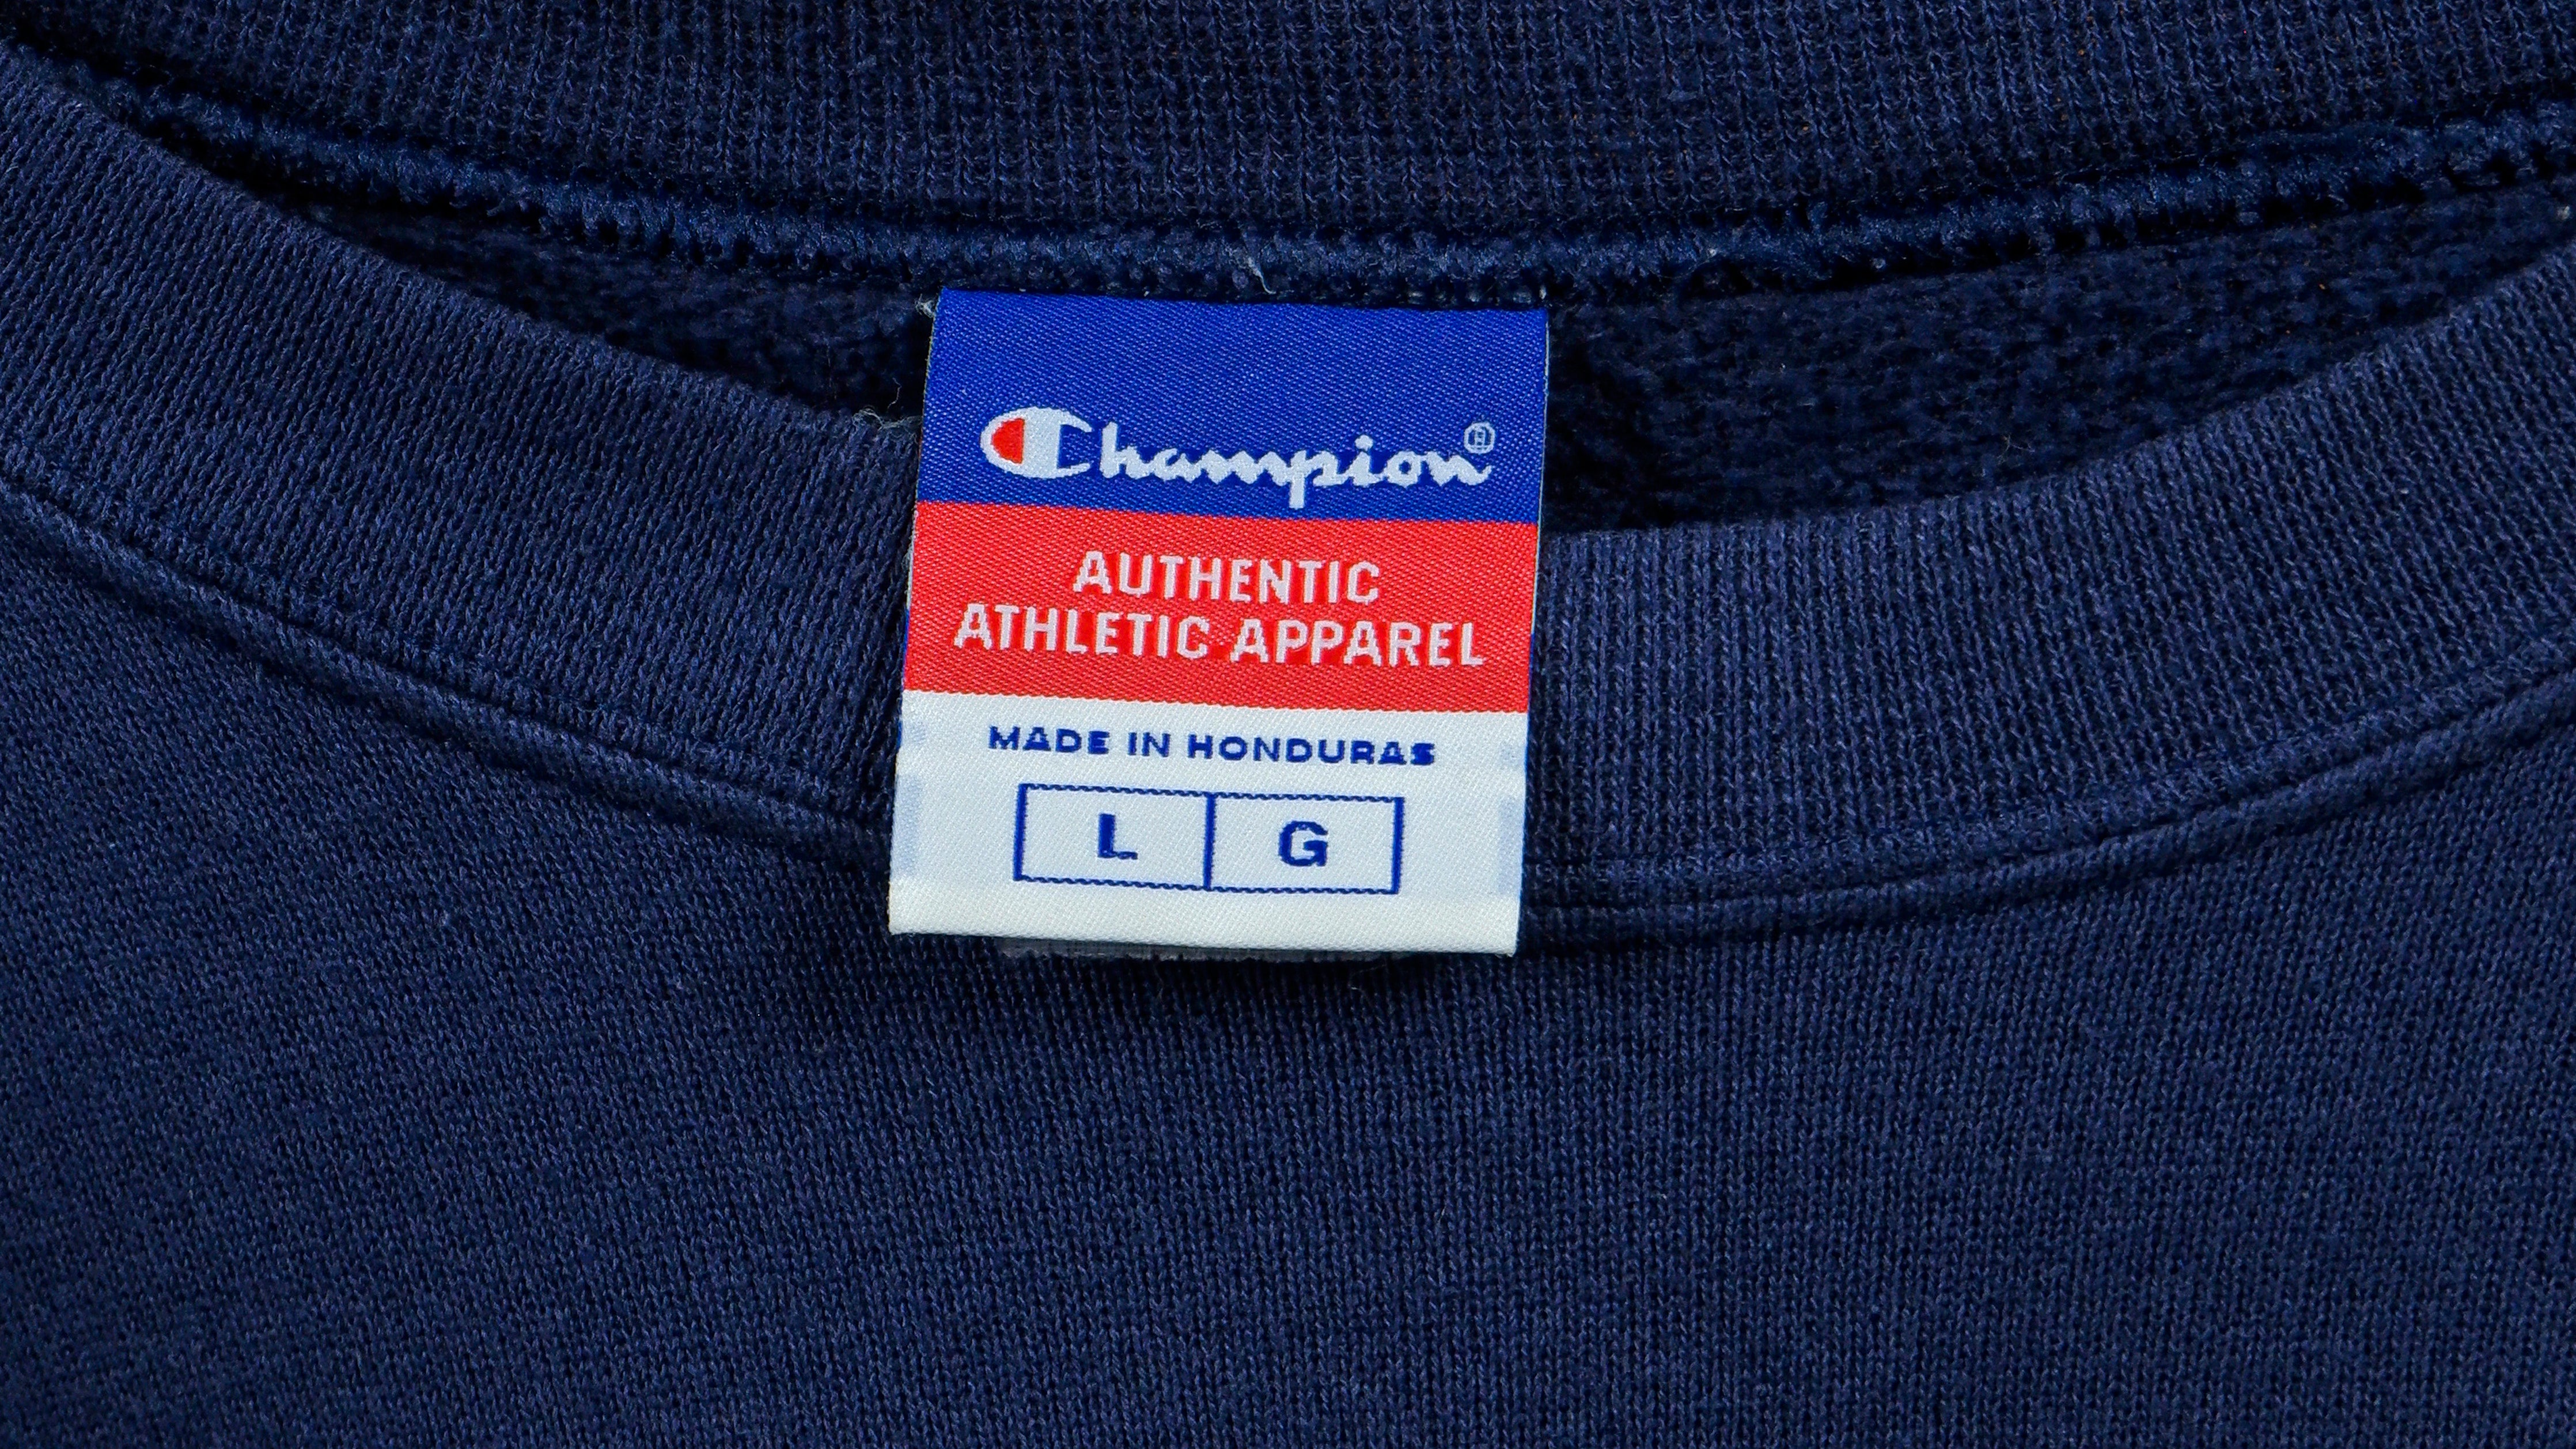 Champion®
AUTHENTIC
ATHLETIC APPAREL
MADE IN HONDURAS
L G